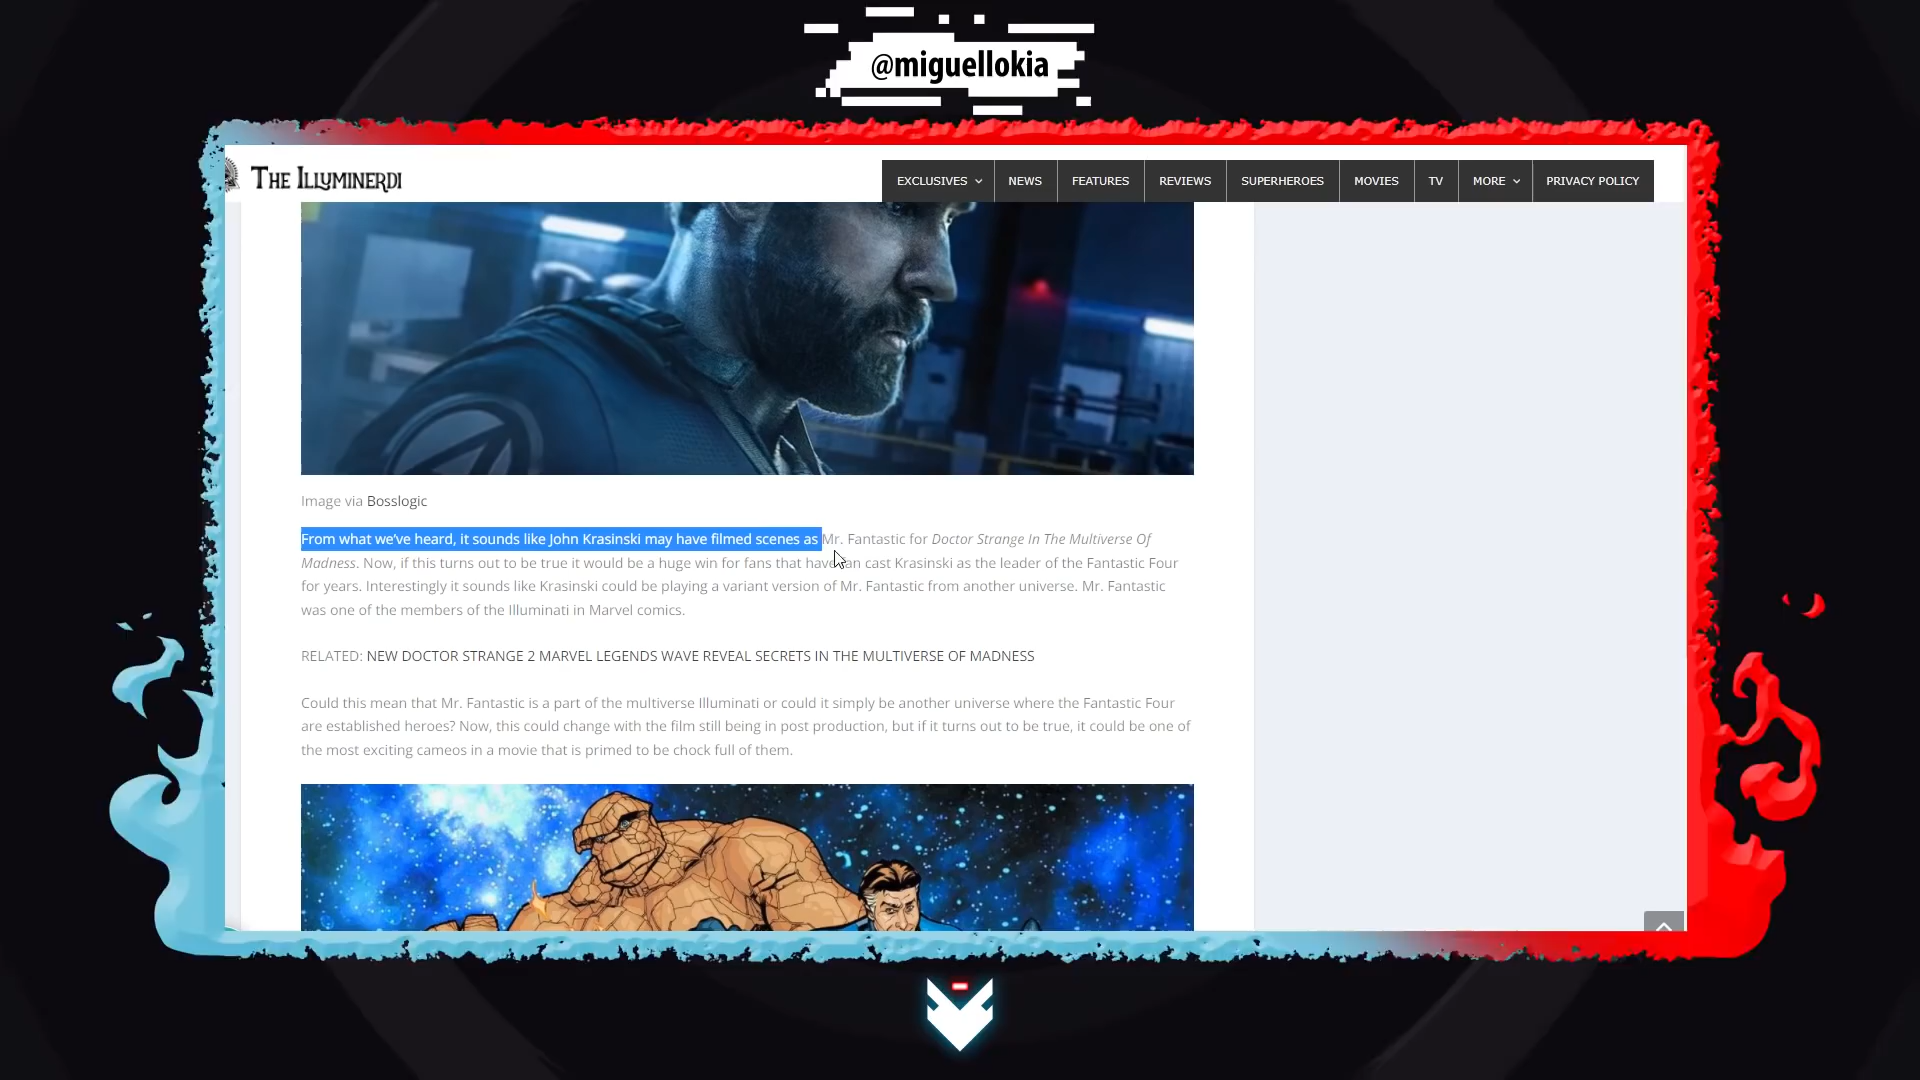 @miguellokia
THE ILLUMINERDI
EXCLUSIVES NEWS FEATURES REVIEWS SUPERHEROES MOVIES TV MORE PRIVACY POLICY
Image via Bosslogic
From what we've heard, it sounds like John Krasinski may have filmed scenes as Mr. Fantastic for Doctor Strange In The Multiverse Of
Madness. Now, if this turns out to be true it would be a huge win for fans that have an cast Krasinski as the leader of the Fantastic Four
for years. Interestingly it sounds like Krasinski could be playing a variant version of Mr. Fantastic from another universe. Mr. Fantastic
was one of the members of the Illuminati in Marvel comics.
RELATED: NEW DOCTOR STRANGE 2 MARVEL LEGENDS WAVE REVEAL SECRETS IN THE MULTIVERSE OF MADNESS
Could this mean that Mr. Fantastic is a part of the multiverse Illuminati or could it simply be another universe where the Fantastic Four
are established heroes? Now, this could change with the film still being in post production, but if it turns out to be true, it could be one of
the most exciting cameos in a movie that is primed to be chock full of them.